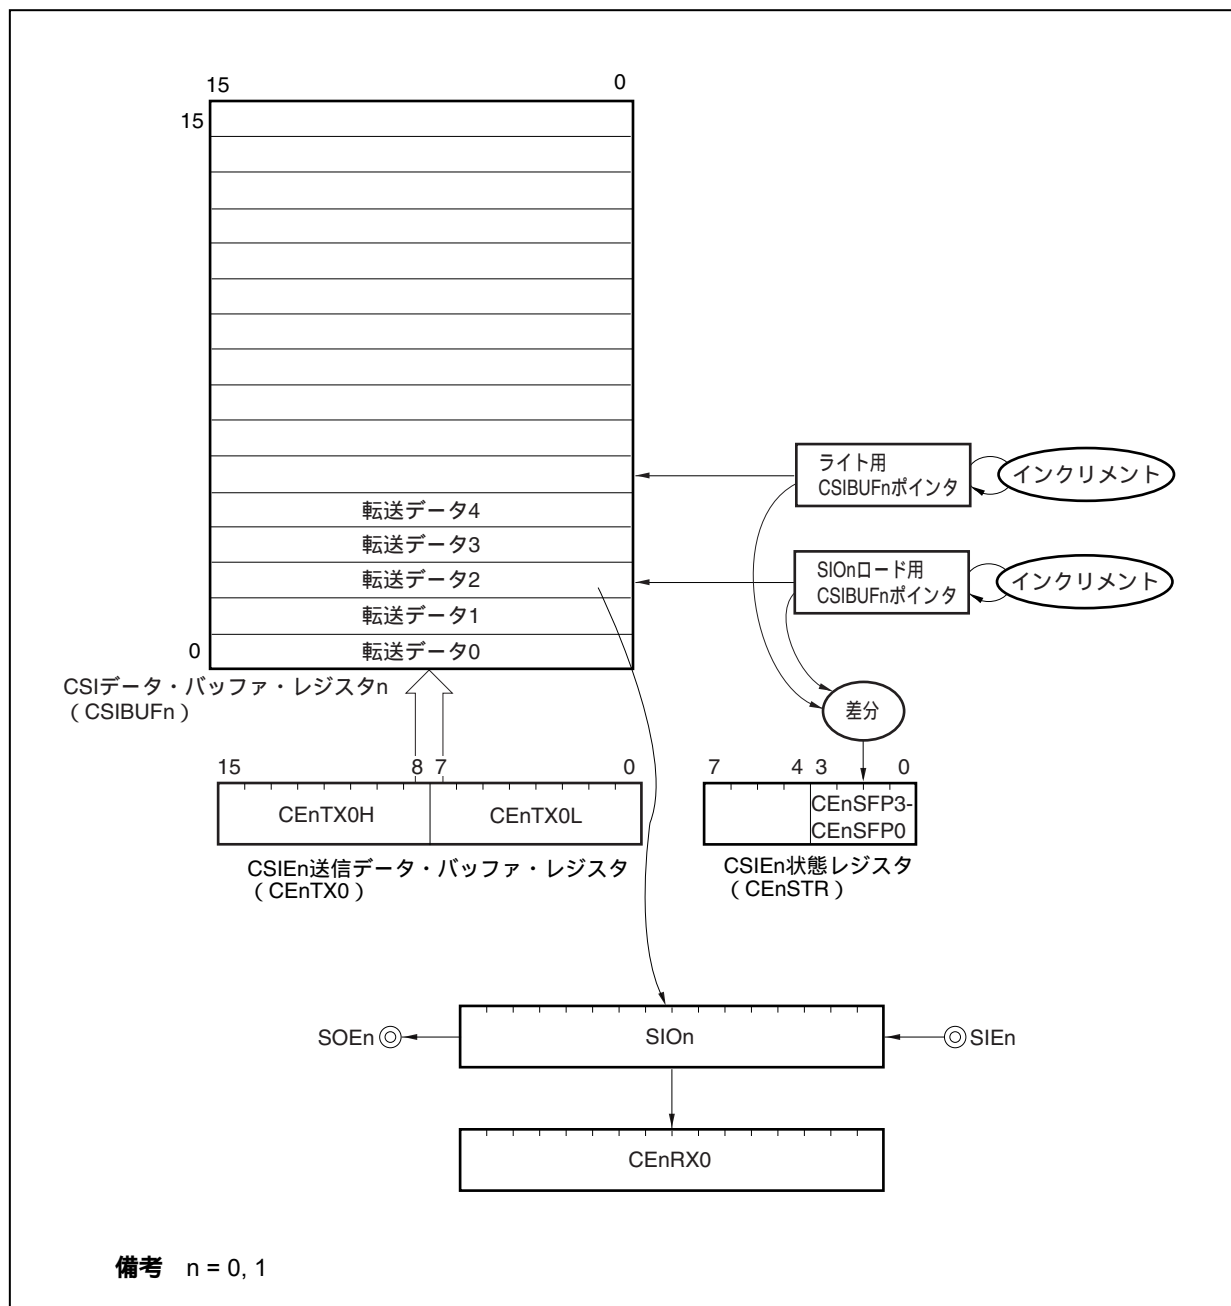 15 0
15
ライト用
CSIBUFnポインタ
インクリメント
転送データ4
転送データ3
転送データ2
転送データ1
転送データ0
SIOnロード用
CSIBUFnポインタ
インクリメント
0
CSIデータ・バッファ・レジスタn
（CSIBUFn）
差分
15 8 7 0
7 4 3 0
CEnTX0H CEnTX0L
CEnSFP3-
CEnSFP0
CSIEn送信データ・バッファ・レジスタ
（CEnTX0）
CSIEn状態レジスタ
（CEnSTR）
SOEn SIOn SIEn
CEnRX0
備考 n = 0, 1